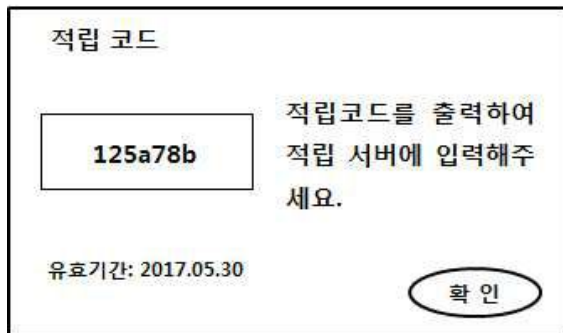 적립 코드
125a78b
적립코드를 출력하여
적립 서버에 입력해주
세요.
유효기간: 2017.05.30
확 인